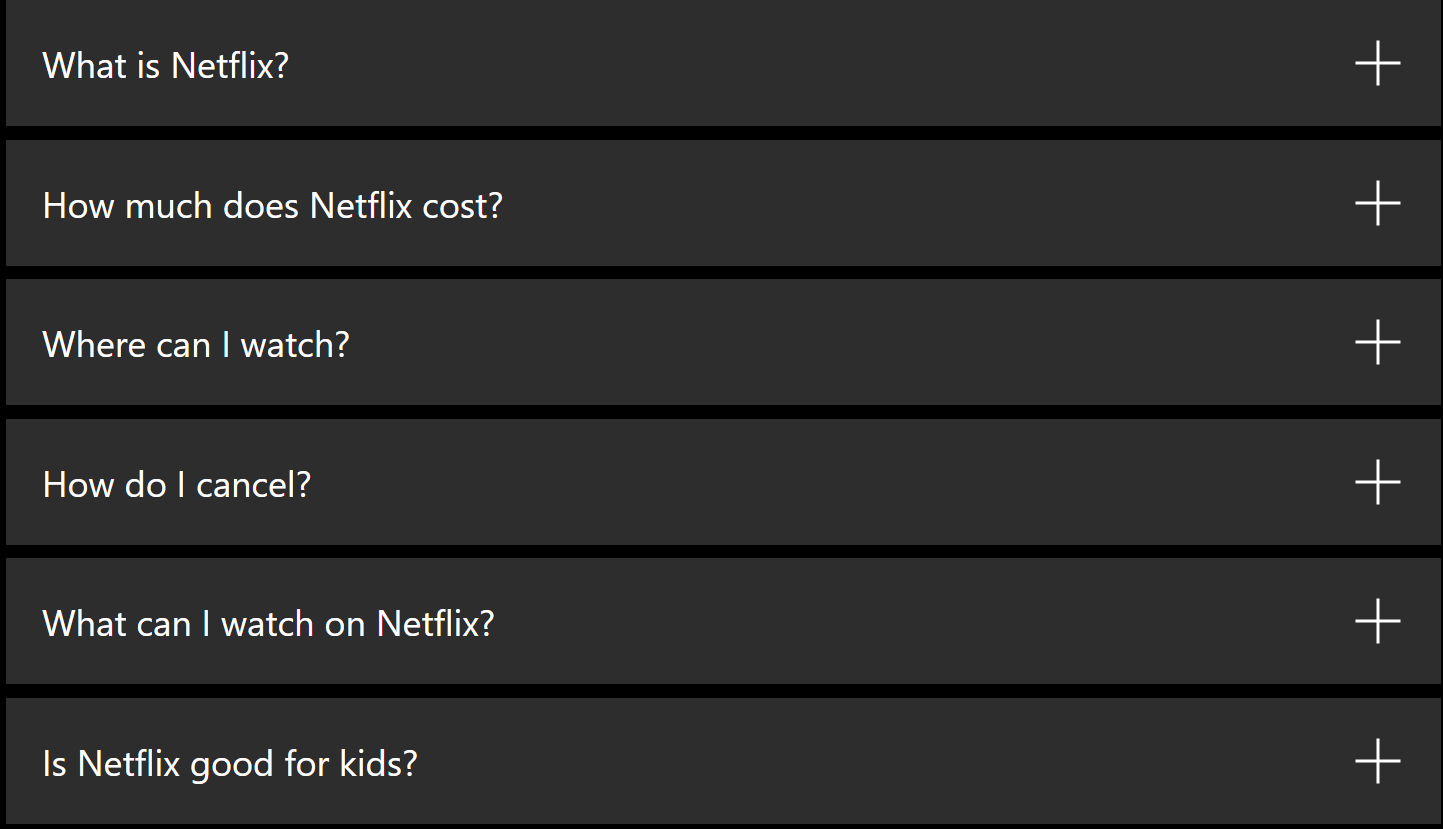 What is Netflix?
How much does Netflix cost?
Where can I watch?
How do I cancel?
What can I watch on Netflix?
Is Netflix good for kids?